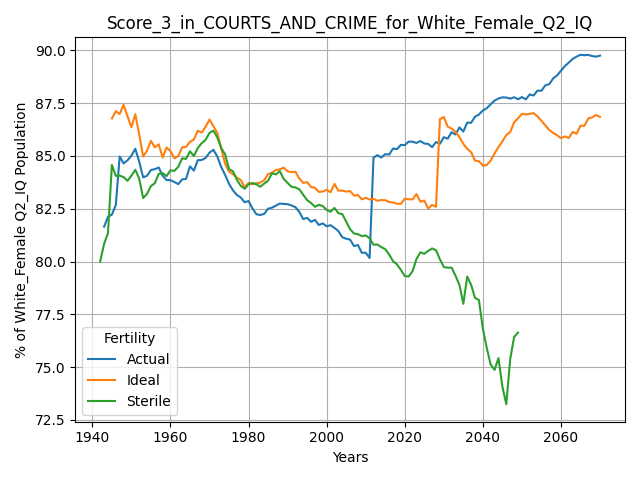 Score_3_in_COURTS_AND_CRIME_for_White_Female_Q2_IQ
% of White_Female Q2_IQ Population
90.0
87.5
85.0
82.5
80.0
77.5
75.0
72.5
Fertility
Actual
Ideal
Sterile
1940
1960
1980
2000
2020
2040
2060
Years